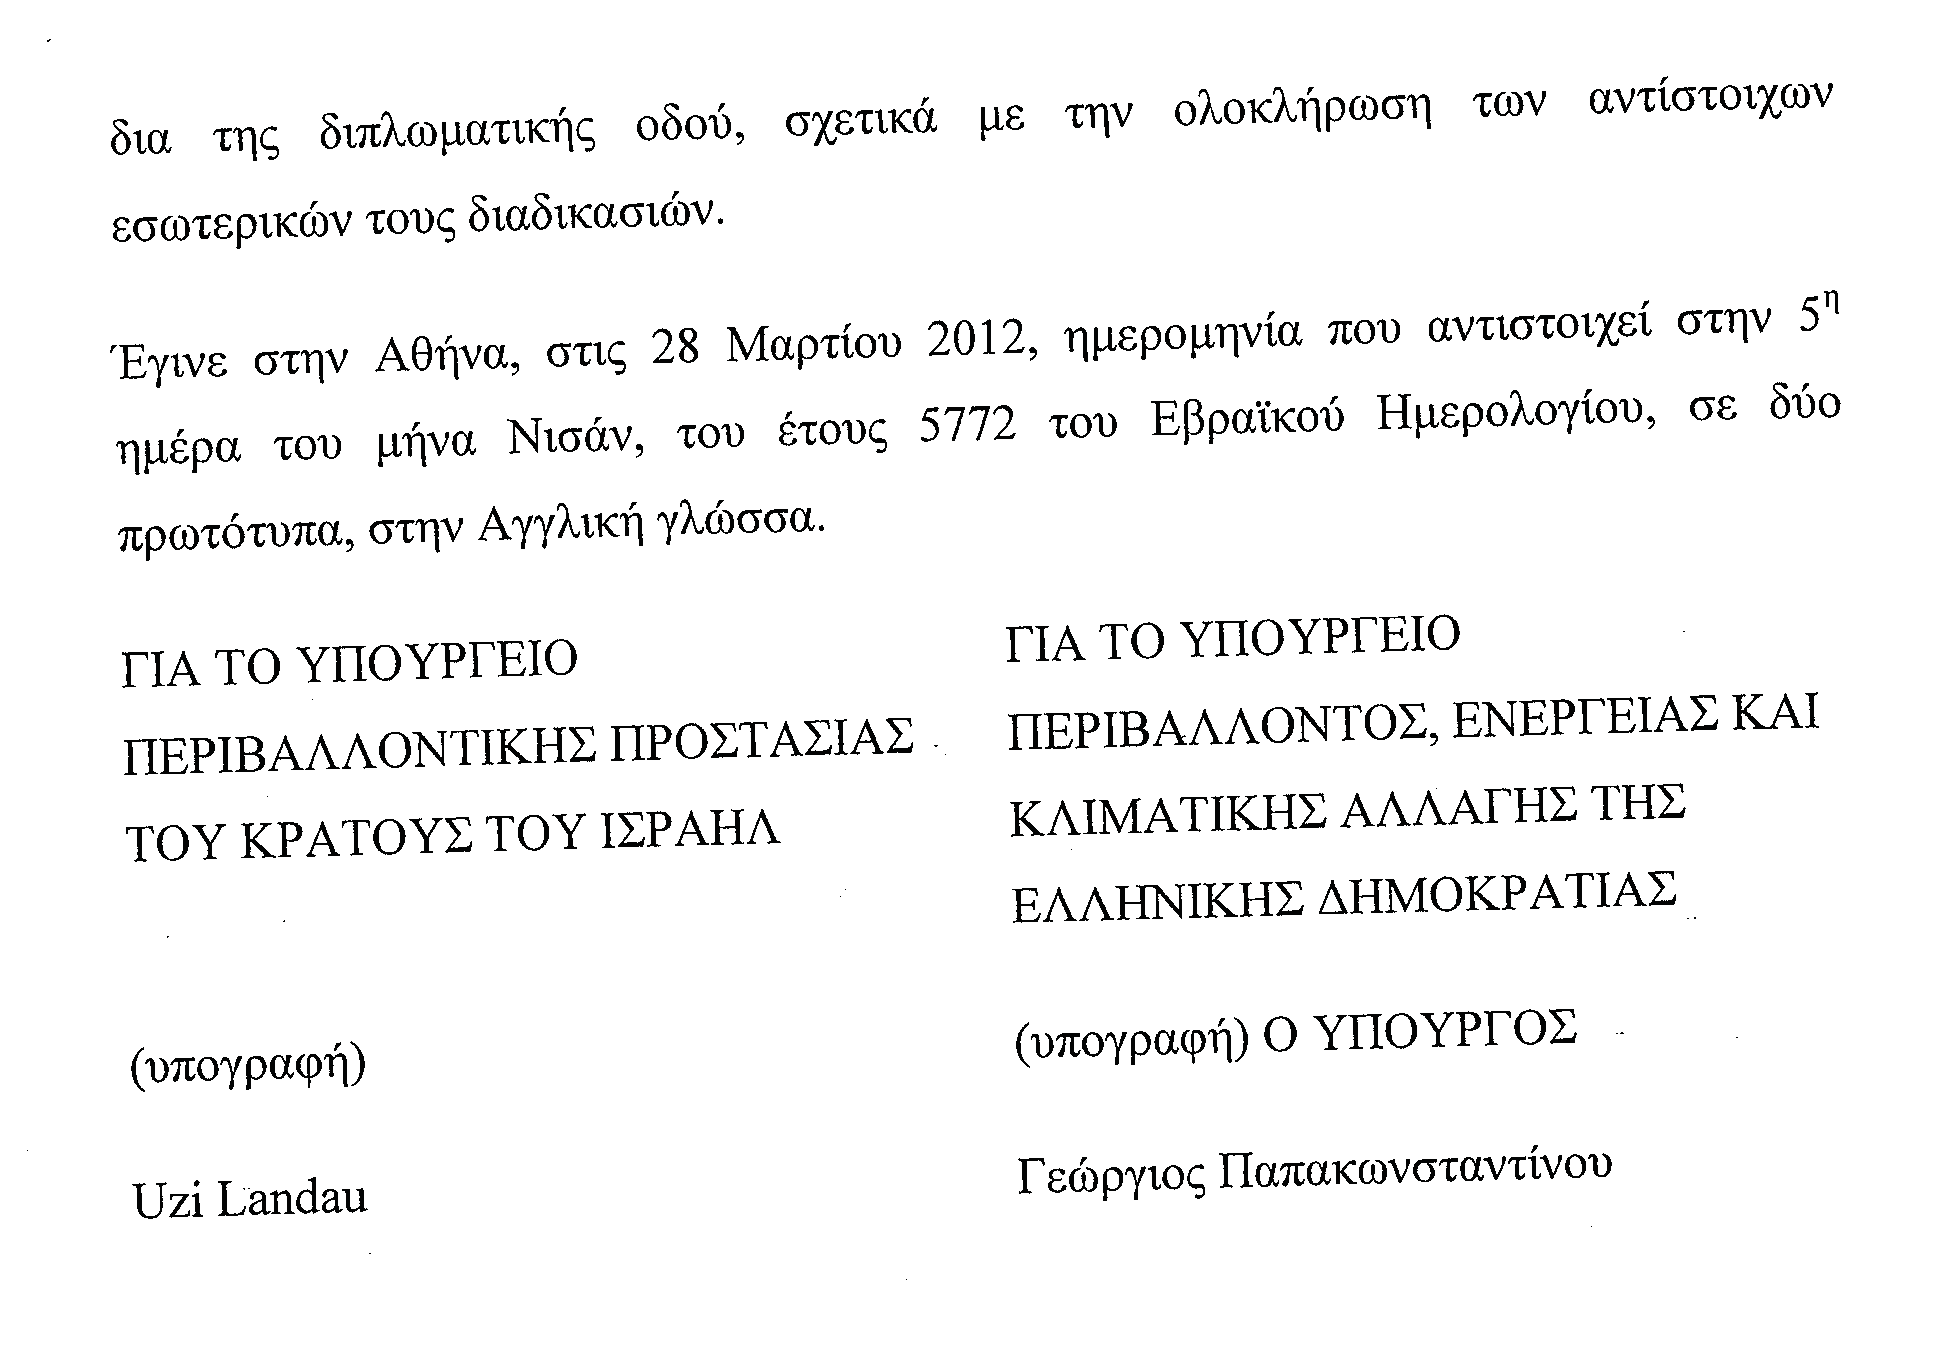 δια της διπλωματικής οδού, σχετικά με την ολοκλήρωση των αντίστοιχων
εσωτερικών τους διαδικασιών.
Έγινε στην Αθήνα, στις 28 Μαρτίου 2012, ημερομηνία που αντιστοιχεί στην 5η
ημέρα του μήνα Νισάν, του έτους 5772 του Εβραϊκού Ημερολογίου, σε δύο
πρωτότυπα, στην Αγγλική γλώσσα.
ΓΙΑ ΤΟ ΥΠΟΥΡΓΕΙΟ
ΠΕΡΙΒΑΛΛΟΝΤΙΚΗΣ ΠΡΟΣΤΑΣΙΑΣ
ΤΟΥ ΚΡΑΤΟΥΣ ΤΟΥ ΙΣΡΑΗΛ
(υπογραφή)
Uzi Landau
ΓΙΑ ΤΟ ΥΠΟΥΡΓΕΙΟ
ΠΕΡΙΒΑΛΛΟΝΤΟΣ, ΕΝΕΡΓΕΙΑΣ ΚΑΙ
ΚΛΙΜΑΤΙΚΗΣ ΑΛΛΑΓΗΣ ΤΗΣ
ΕΛΛΗΝΙΚΗΣ ΔΗΜΟΚΡΑΤΙΑΣ
(υπογραφή) Ο ΥΠΟΥΡΓΟΣ
Γεώργιος Παπακωνσταντίνου